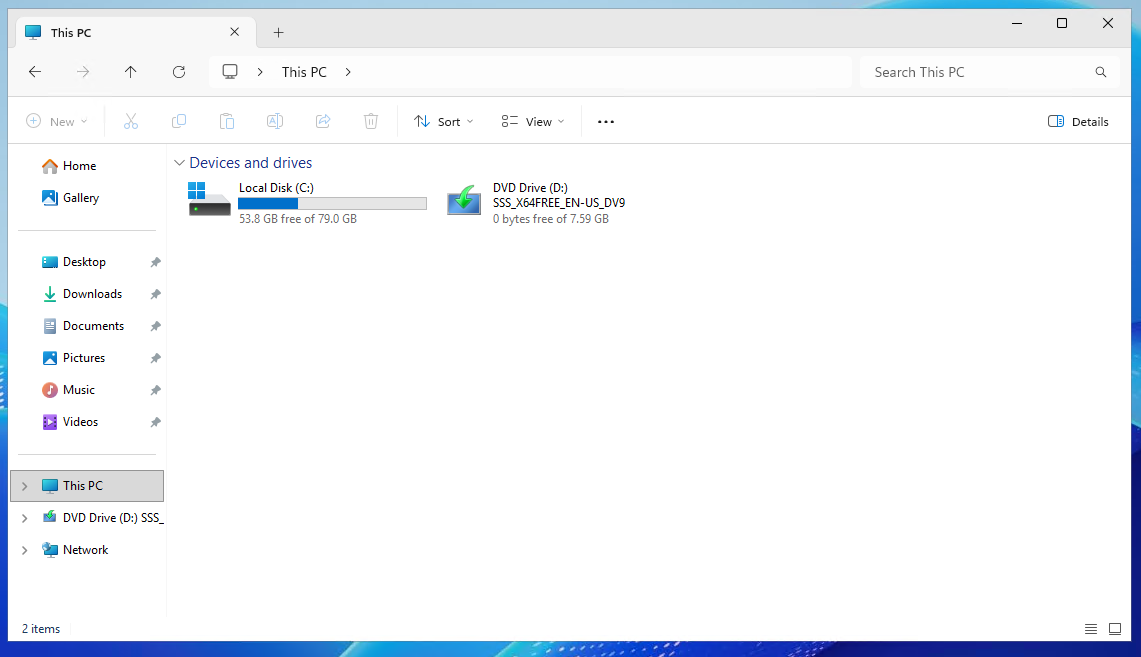 This PC
This PC
Search This PC
New
Sort
View
Details
Home
Gallery
Desktop
Downloads
Documents
Pictures
Music
Videos
This PC
DVD Drive (D:) SSS_
Network
Devices and drives
Local Disk (C:)
53.8 GB free of 79.0 GB
DVD Drive (D:)
SSS_X64FREE_EN-US_DV9
0 bytes free of 7.59 GB
2 items